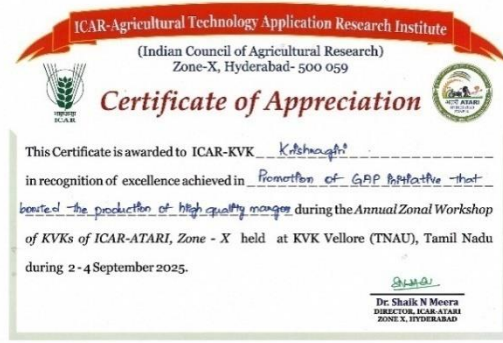 ICAR-Agricultural Technology Application Research Institute
(Indian Council of Agricultural Research)
Zone-X, Hyderabad- 500 059
ICAR
Certificate of Appreciation
This Certificate is awarded to ICAR-KVK Krishnagiri
in recognition of excellence achieved in Promotion of GAP initiative that
boosted the production of high quality mangos during the Annual Zonal Workshop
of KVKs of ICAR-ATARI, Zone - X held at KVK Vellore (TNAU), Tamil Nadu
during 2 - 4 September 2025.
Dr. Shaik N Meera
DIRECTOR, ICAR-ATARI
ZONE X, HYDERABAD